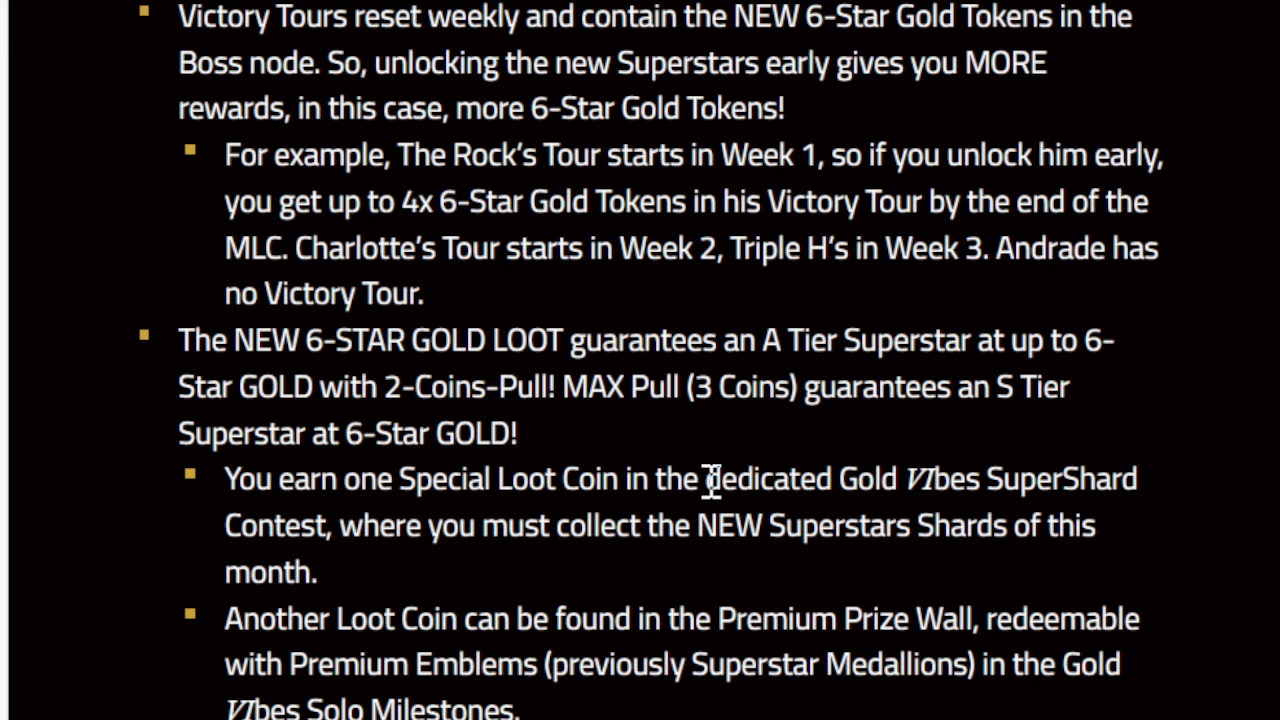 Victory Tours reset weekly and contain the NEW 6-Star Gold Tokens in the
Boss node. So, unlocking the new Superstars early gives you MORE
rewards, in this case, more 6-Star Gold Tokens!
For example, The Rock's Tour starts in Week 1, so if you unlock him early,
you get up to 4x 6-Star Gold Tokens in his Victory Tour by the end of the
MLC. Charlotte's Tour starts in Week 2, Triple H's in Week 3. Andrade has
no Victory Tour.
The NEW 6-STAR GOLD LOOT guarantees an A Tier Superstar at up to 6-
Star GOLD with 2-Coins-Pull! MAX Pull (3 Coins) guarantees an S Tier
Superstar at 6-Star GOLD!
You earn one Special Loot Coin in the dedicated Gold VIbes SuperShard
Contest, where you must collect the NEW Superstars Shards of this
month.
Another Loot Coin can be found in the Premium Prize Wall, redeemable
with Premium Emblems (previously Superstar Medallions) in the Gold
VIbes Solo Milestones.